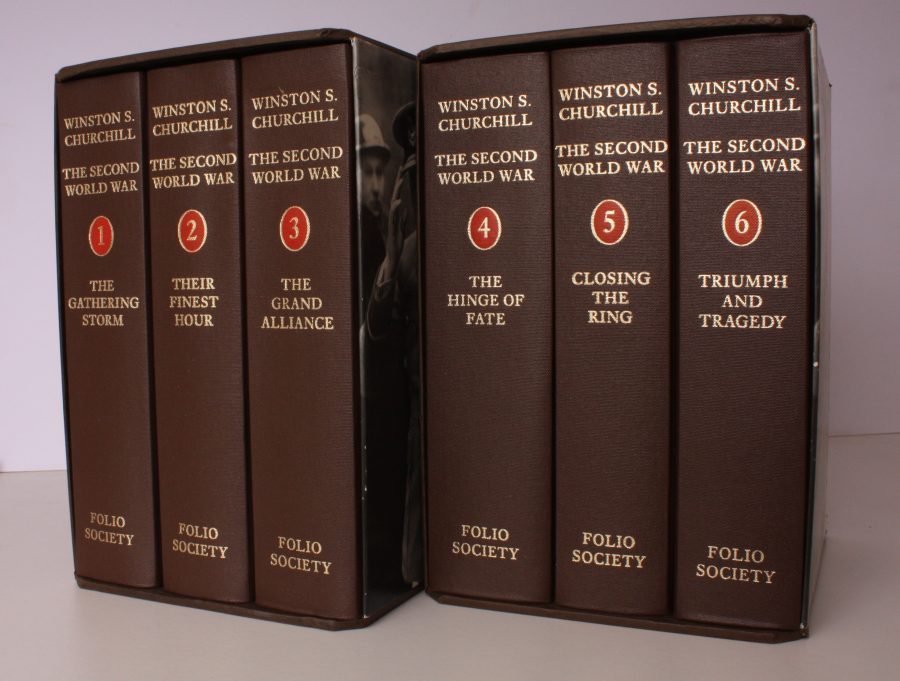 WINSTON S.
CHURCHILL
THE SECOND
WORLD WAR
1
THE
GATHERING
STORM
FOLIO
SOCIETY
WINSTON S.
CHURCHILL
THE SECOND
WORLD WAR
2
THEIR
FINEST
HOUR
FOLIO
SOCIETY
WINSTON S.
CHURCHILL
THE SECOND
WORLD WAR
3
THE
GRAND
ALLIANCE
FOLIO
SOCIETY
WINSTON S.
CHURCHILL
THE SECOND
WORLD WAR
4
THE
HINGE OF
FATE
FOLIO
SOCIETY
WINSTON S.
CHURCHILL
THE SECOND
WORLD WAR
5
CLOSING
THE
RING
FOLIO
SOCIETY
WINSTON S.
CHURCHILL
THE SECOND
WORLD WAR
6
TRIUMPH
AND
TRAGEDY
FOLIO
SOCIETY